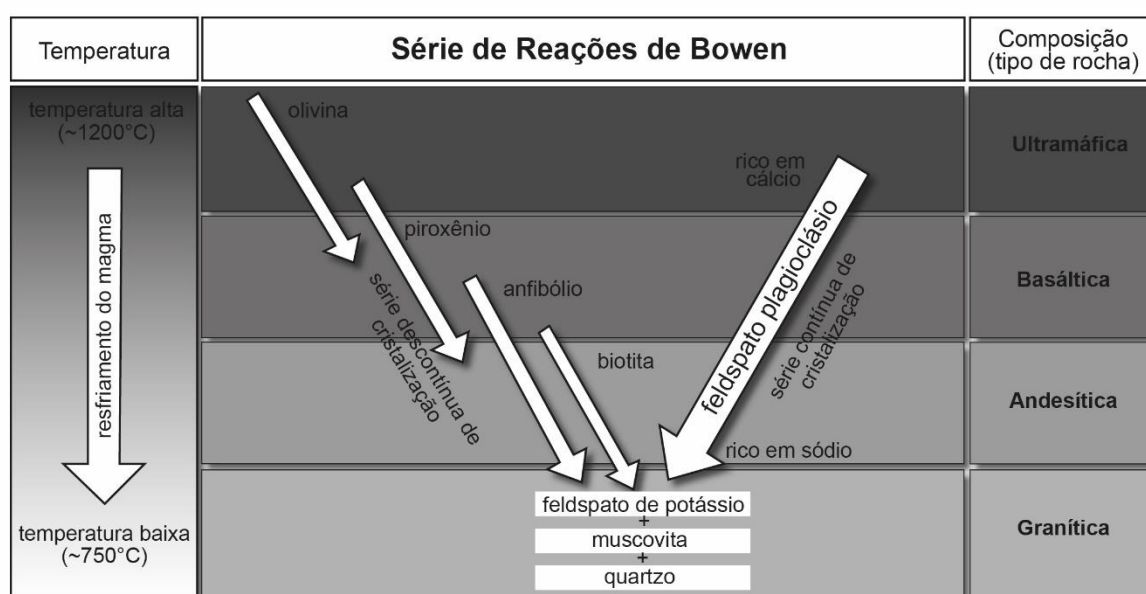 Temperatura
Série de Reações de Bowen
Composição
(tipo de rocha)
temperatura alta
(~1200°C)
resfriamento do magma
temperatura baixa
(~750°C)
olivina
piroxênio
anfibólio
biotita
série descontínua de
cristalização
rico em
cálcio
feldspato plagioclásio
série contínua de
cristalização
rico em sódio
feldspato de potássio
+
muscovita
+
quartzo
Ultramáfica
Basáltica
Andesítica
Granítica